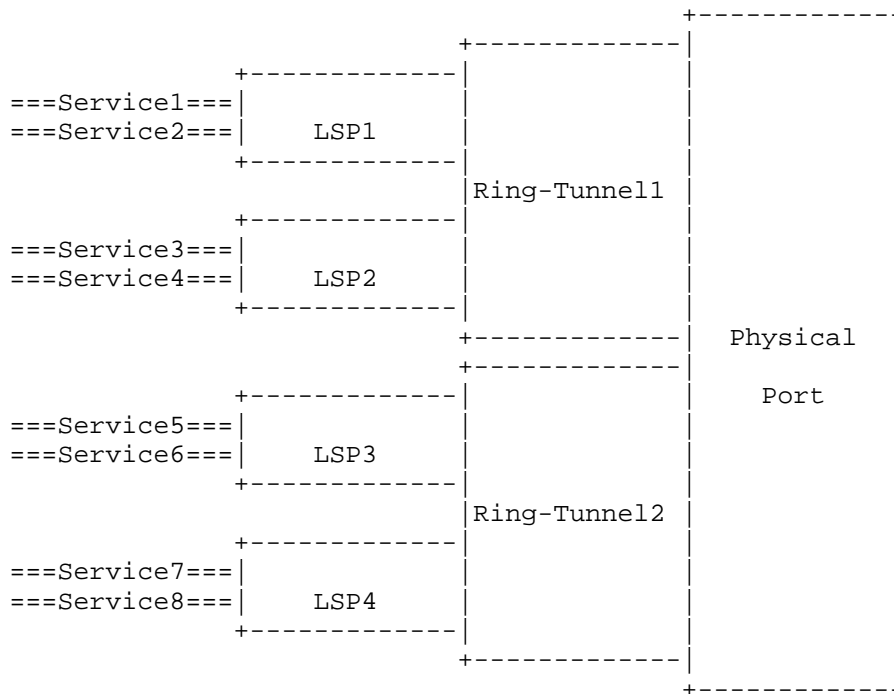 ===Service1===
===Service2=== LSP1
Ring-Tunnel1
===Service3===
===Service4=== LSP2
Physical
Port
===Service5===
===Service6=== LSP3
Ring-Tunnel2
===Service7===
===Service8=== LSP4